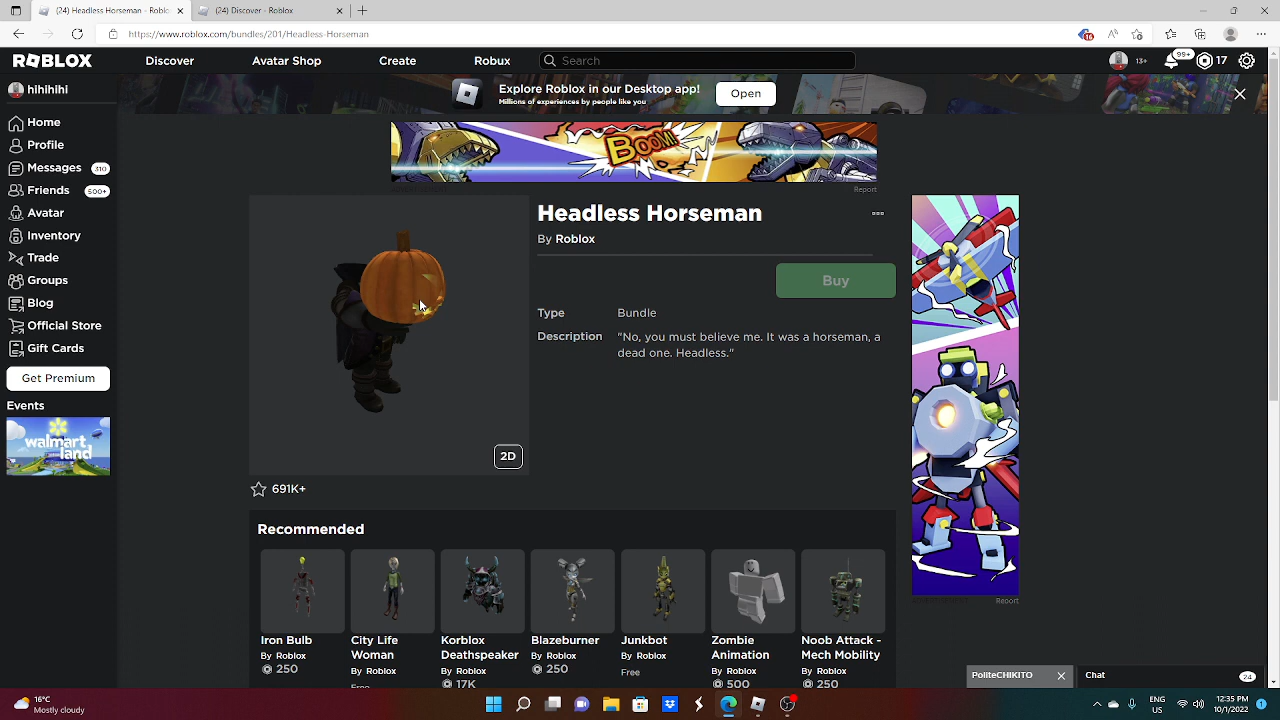 (24) Headless Horseman - Roblo
(24) Discover - Roblox
https://www.roblox.com/bundles/201/Headless-Horseman
16
ROBLOX
Discover
Avatar Shop
Create
Robux
Search
13+
99+
17
hihihihi
Explore Roblox in our Desktop app!
Millions of experiences by people like you
Open
Home
Profile
Messages 310
Friends 500+
Avatar
Inventory
Trade
Groups
Blog
Official Store
Gift Cards
Get Premium
Events
walmart
land
BOOM!
Report
Headless Horseman
By Roblox
Buy
Type Bundle
Description "No, you must believe me. It was a horseman, a
dead one. Headless."
2D
691K+
Report
Recommended
Iron Bulb
By Roblox
250
City Life
Woman
By Roblox
Free
Korblox
Deathspeaker
By Roblox
17K
Blazeburner
By Roblox
250
Junkbot
By Roblox
Free
Zombie
Animation
By Roblox
500
Noob Attack -
Mech Mobility
By Roblox
250
PoliteCHIKITO
Chat
24
16°C
Mostly cloudy
ENG
US
12:35 PM
10/1/2022
1